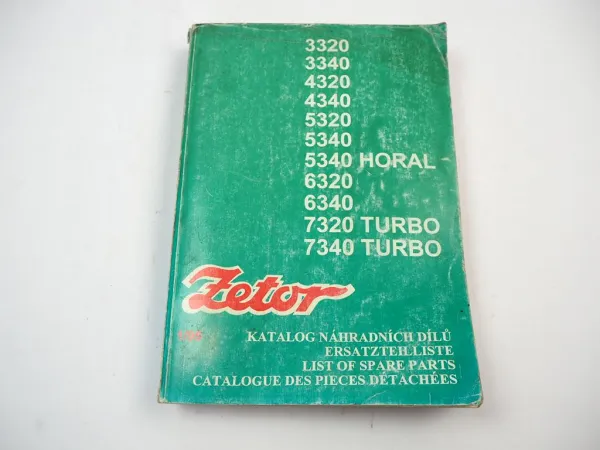 3320
3340
4320
4340
5320
5340
5340 HORAL
6320
6340
7320 TURBO
7340 TURBO
Zetor
KATALOG NÁHRADNÍCH DÍLŮ
ERSATZTEILLISTE
LIST OF SPARE PARTS
CATALOGUE DES PIECES DÉTACHÉES